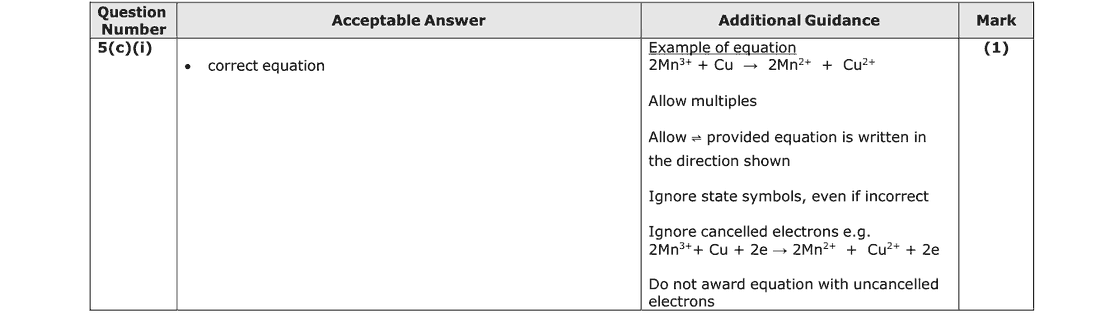 Question Number
Acceptable Answer
Additional Guidance
Mark
5(c)(i)
• correct equation
Example of equation
2Mn³⁺ + Cu → 2Mn²⁺ + Cu²⁺
Allow multiples
Allow ⇌ provided equation is written in
the direction shown
Ignore state symbols, even if incorrect
Ignore cancelled electrons e.g.
2Mn³⁺+ Cu + 2e → 2Mn²⁺ + Cu²⁺ + 2e
Do not award equation with uncancelled
electrons
(1)